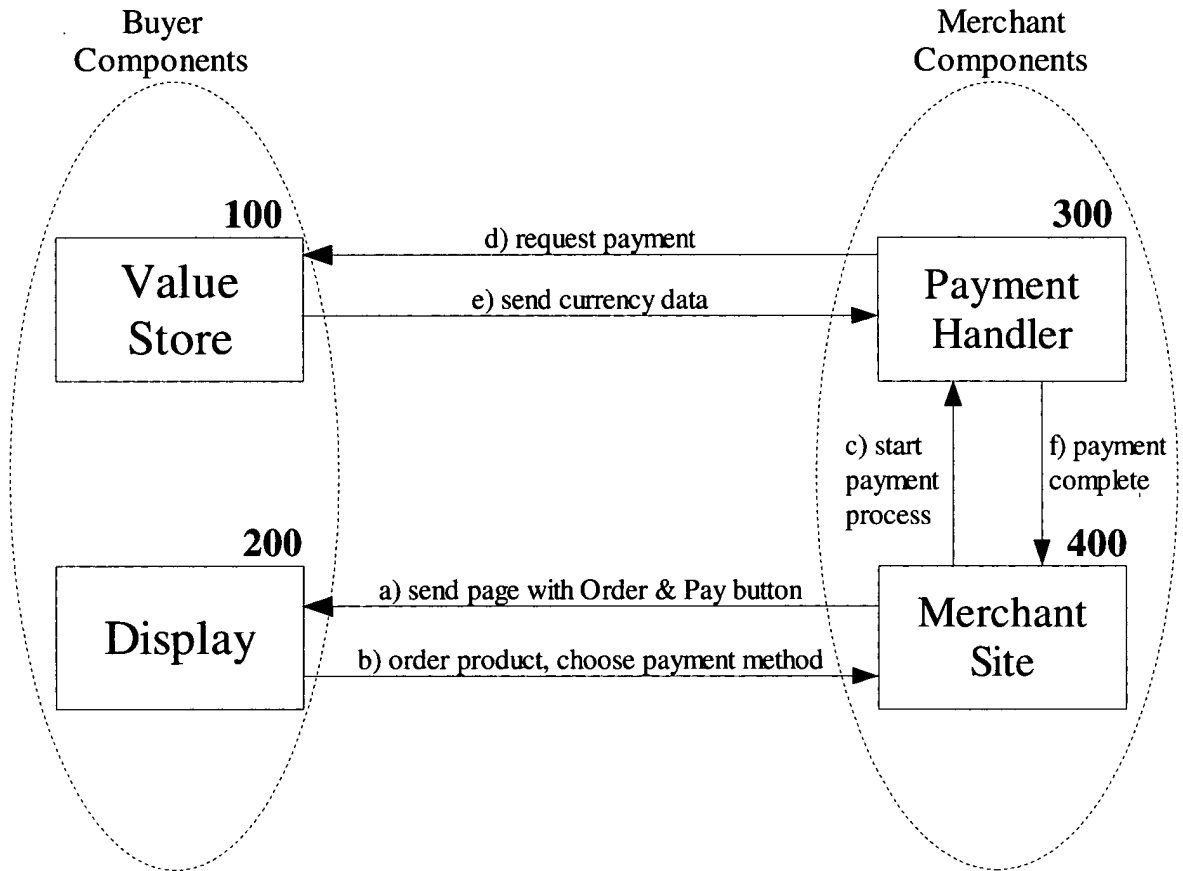 Buyer
Components
Merchant
Components
100
Value
Store
d) request payment
e) send currency data
300
Payment
Handler
c) start
payment
process
f) payment
complete
200
Display
a) send page with Order & Pay button
b) order product, choose payment method
400
Merchant
Site